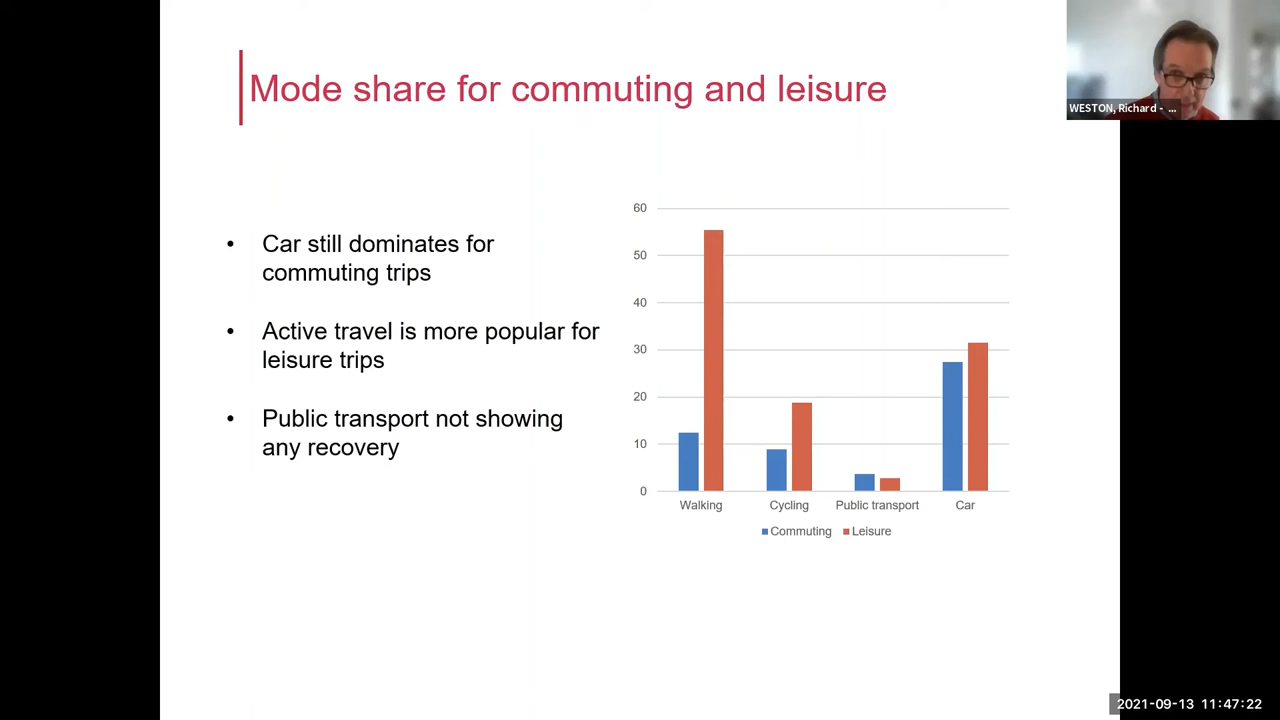 Mode share for commuting and leisure
WESTON, Richard - ...
• Car still dominates for
commuting trips
• Active travel is more popular for
leisure trips
• Public transport not showing
any recovery
60
50
40
30
20
10
0
Walking Cycling Public transport Car
Commuting Leisure
2021-09-13 11:47:22